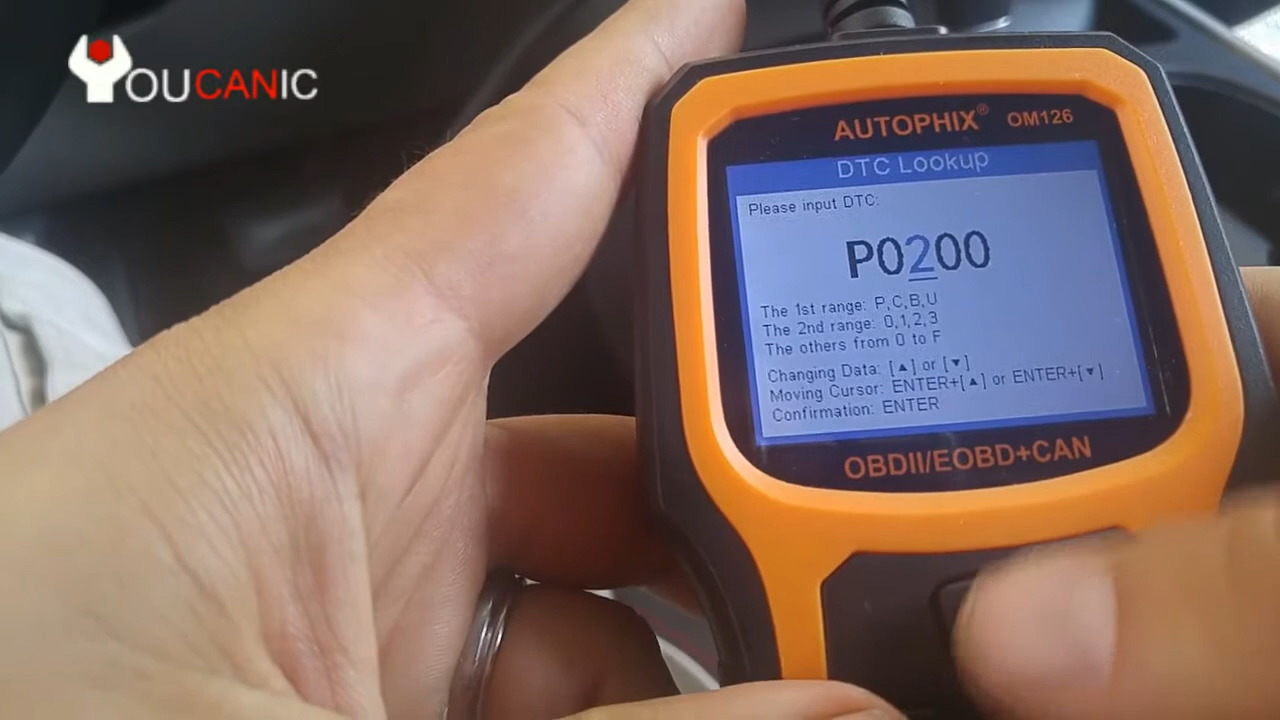 YOUCANIC
AUTOPHIX® OM126
DTC Lookup
Please input DTC:
P0200
The 1st range: P,C,B,U
The 2nd range: 0,1,2,3
The others from 0 to F
Changing Data: [▲] or [▼]
Moving Cursor: ENTER+[▲] or ENTER+[▼]
Confirmation: ENTER
OBDII/EOBD+CAN